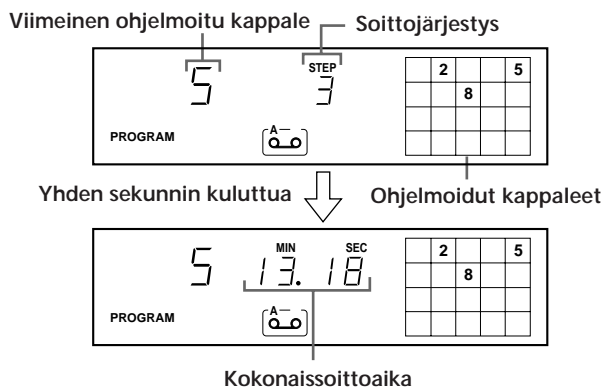 Viimeinen ohjelmoitu kappale
Soittojärjestys
5
STEP
3
2 5
8
PROGRAM
A
Yhden sekunnin kuluttua
Ohjelmoidut kappaleet
5
MIN SEC
13. 18
2 5
8
PROGRAM
A
Kokonaissoittoaika